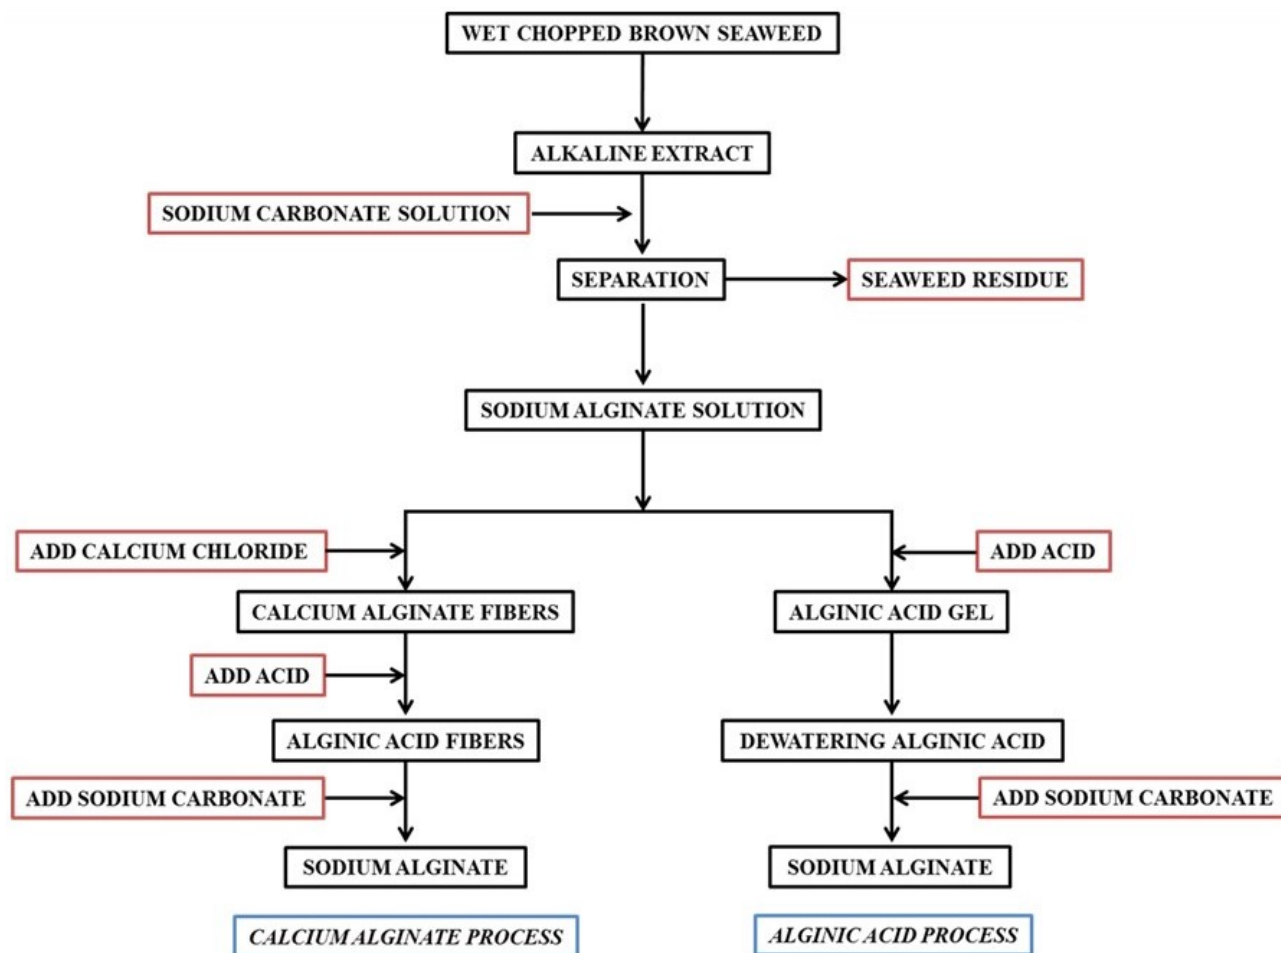 WET CHOPPED BROWN SEAWEED
ALKALINE EXTRACT
SODIUM CARBONATE SOLUTION
SEPARATION
SEAWEED RESIDUE
SODIUM ALGINATE SOLUTION
ADD CALCIUM CHLORIDE
ADD ACID
CALCIUM ALGINATE FIBERS
ALGINIC ACID GEL
ADD ACID
ALGINIC ACID FIBERS
DEWATERING ALGINIC ACID
ADD SODIUM CARBONATE
ADD SODIUM CARBONATE
SODIUM ALGINATE
SODIUM ALGINATE
CALCIUM ALGINATE PROCESS
ALGINIC ACID PROCESS